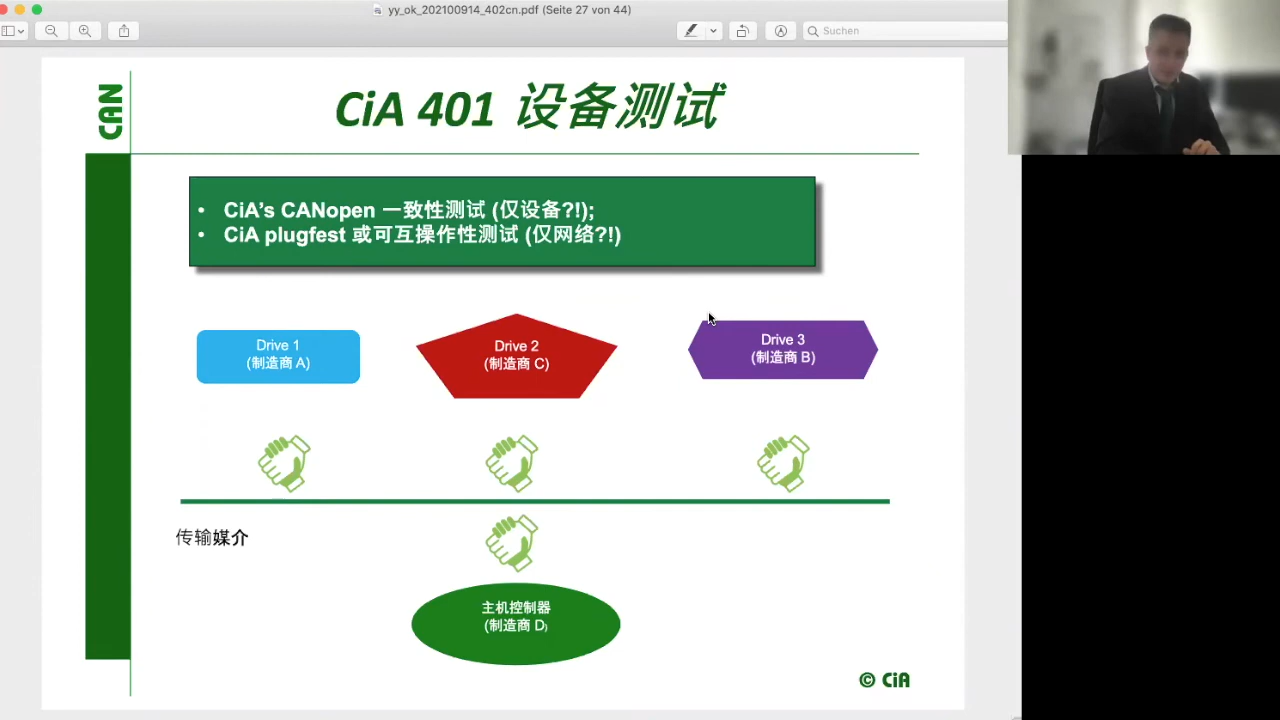 yy_ok_202100914_402cn.pdf (Seite 27 von 44)
Suchen
CAN
CiA 401 设备测试
• CiA’s CANopen 一致性测试 (仅设备?!);
• CiA plugfest 或可互操作性测试 (仅网络?!)
Drive 1
(制造商 A)
Drive 2
(制造商 C)
Drive 3
(制造商 B)
传输媒介
主机控制器
(制造商 D)
© CiA